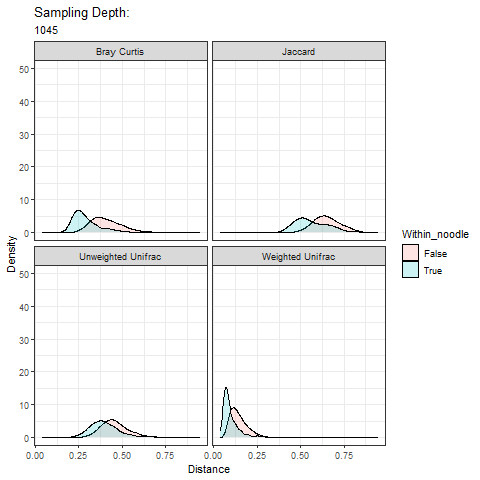 Sampling Depth:
1045
Bray Curtis
Jaccard
50
40
30
20
10
0
Unweighted Unifrac
Weighted Unifrac
50
40
30
20
10
0
0.00
0.25
0.50
0.75
0.00
0.25
0.50
0.75
Density
Distance
Within_noodle
False
True